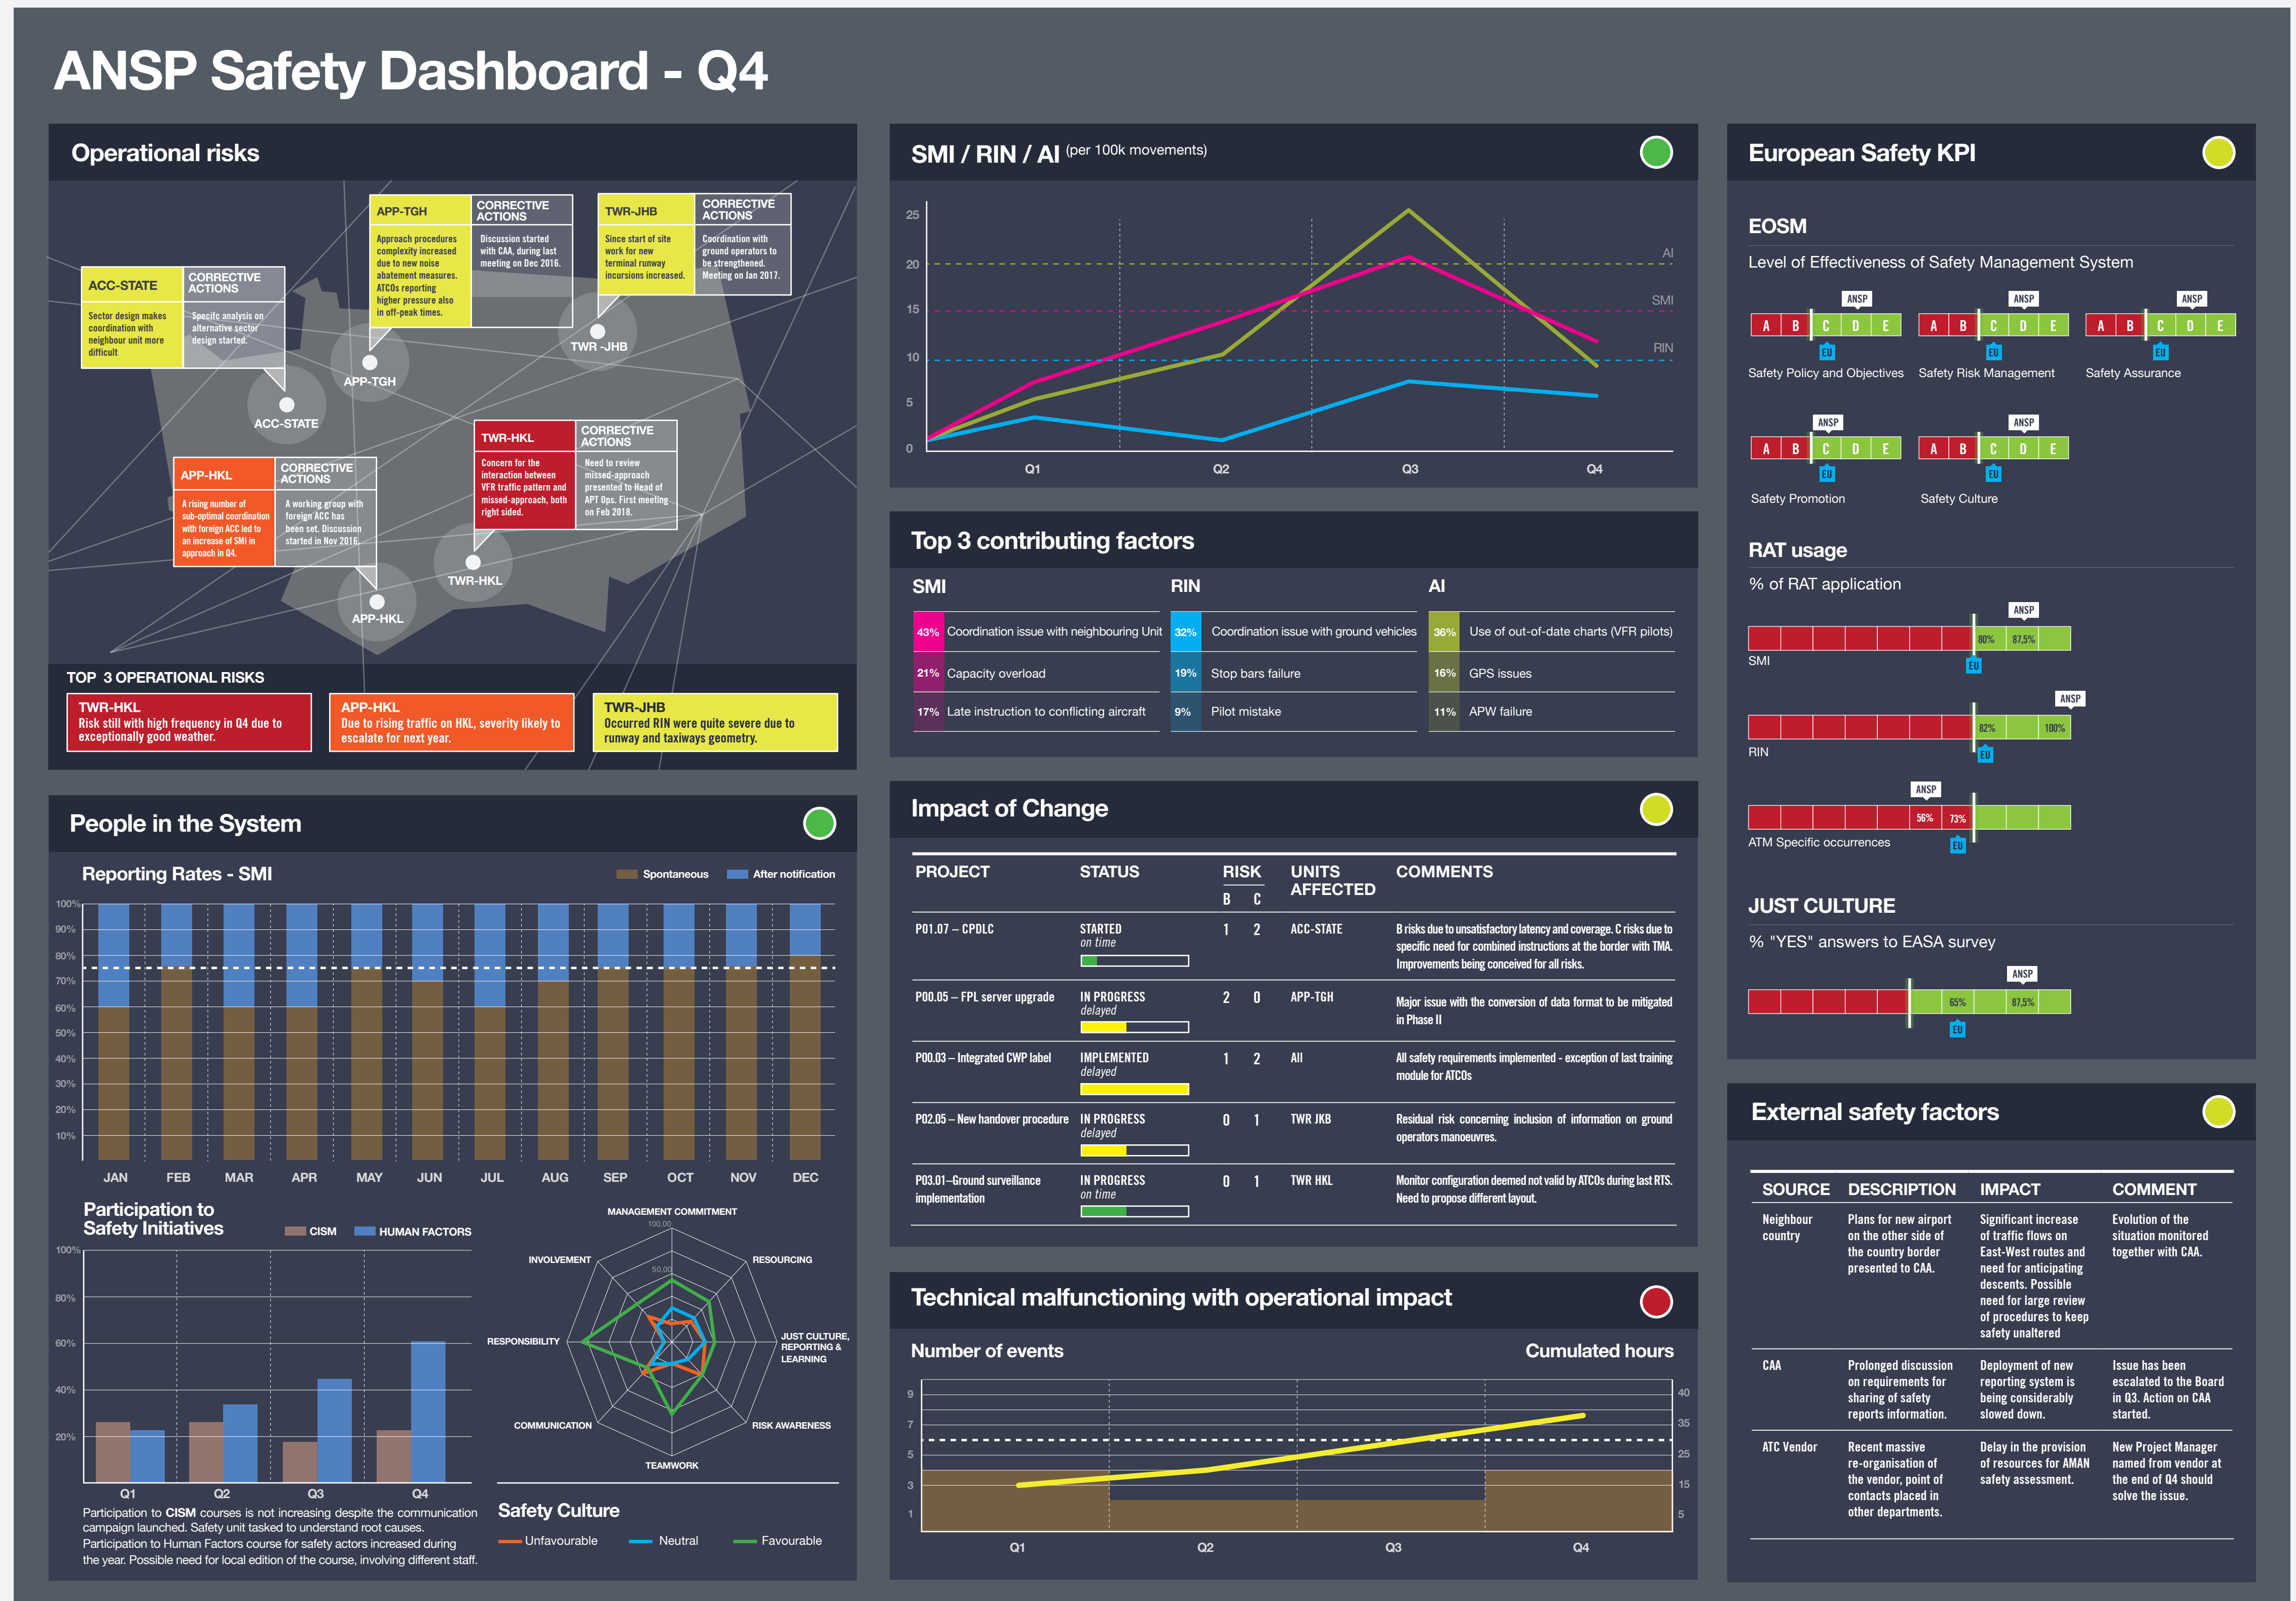 ANSP Safety Dashboard - Q4
Operational risks
ACC-STATE
CORRECTIVE
ACTIONS
Sector design makes
coordination with
neighbour unit more
difficult
Specifc analysis on
alternative sector
design started.
APP-TGH
CORRECTIVE
ACTIONS
Approach procedures
complexity increased
due to new noise
abatement measures.
ATCOs reporting
higher pressure also
in off-peak times.
Discussion started
with CAA, during last
meeting on Dec 2016.
TWR-JHB
CORRECTIVE
ACTIONS
Since start of site
work for new
terminal runway
incursions increased.
Coordination with
ground operators to
be strengthened.
Meeting on Jan 2017.
TWR -JHB
APP-TGH
ACC-STATE
APP-HKL
CORRECTIVE
ACTIONS
A rising number of
sub-optimal coordination
with foreign ACC led to
an increase of SMI in
approach in Q4.
A working group with
foreign ACC has
been set. Discussion
started in Nov 2016.
TWR-HKL
CORRECTIVE
ACTIONS
Concern for the
interaction between
VFR traffic pattern and
missed-approach, both
right sided.
Need to review
missed-approach
presented to Head of
APT Ops. First meeting
on Feb 2018.
TWR-HKL
APP-HKL
TOP 3 OPERATIONAL RISKS
TWR-HKL
Risk still with high frequency in Q4 due to
exceptionally good weather.
APP-HKL
Due to rising traffic on HKL, severity likely to
escalate for next year.
TWR-JHB
Occurred RIN were quite severe due to
runway and taxiways geometry.
People in the System
Reporting Rates - SMI
Spontaneous
After notification
100%
90%
80%
70%
60%
50%
40%
30%
20%
10%
JAN FEB MAR APR MAY JUN JUL AUG SEP OCT NOV DEC
Participation to
Safety Initiatives
CISM
HUMAN FACTORS
100%
80%
60%
40%
20%
Q1 Q2 Q3 Q4
Participation to CISM courses is not increasing despite the communication
campaign launched. Safety unit tasked to understand root causes.
Participation to Human Factors course for safety actors increased during
the year. Possible need for local edition of the course, involving different staff.
MANAGEMENT COMMITMENT
100,00
50,00
INVOLVEMENT
RESOURCING
RESPONSIBILITY
JUST CULTURE,
REPORTING &
LEARNING
COMMUNICATION
RISK AWARENESS
TEAMWORK
Safety Culture
Unfavourable
Neutral
Favourable
SMI / RIN / AI (per 100k movements)
25
20
15
10
5
0
AI
SMI
RIN
Q1 Q2 Q3 Q4
Top 3 contributing factors
SMI
43% Coordination issue with neighbouring Unit
21% Capacity overload
17% Late instruction to conflicting aircraft
RIN
32% Coordination issue with ground vehicles
19% Stop bars failure
9% Pilot mistake
AI
36% Use of out-of-date charts (VFR pilots)
16% GPS issues
11% APW failure
Impact of Change
PROJECT STATUS RISK UNITS COMMENTS
AFFECTED
B C
P01.07 – CPDLC
STARTED
on time
1 2
ACC-STATE
B risks due to unsatisfactory latency and coverage. C risks due to
specific need for combined instructions at the border with TMA.
Improvements being conceived for all risks.
P00.05 – FPL server upgrade
IN PROGRESS
delayed
2 0
APP-TGH
Major issue with the conversion of data format to be mitigated
in Phase II
P00.03 – Integrated CWP label
IMPLEMENTED
delayed
1 2
All
All safety requirements implemented - exception of last training
module for ATCOs
P02.05 – New handover procedure
IN PROGRESS
delayed
0 1
TWR JKB
Residual risk concerning inclusion of information on ground
operators manoeuvres.
P03.01–Ground surveillance
implementation
IN PROGRESS
on time
0 1
TWR HKL
Monitor configuration deemed not valid by ATCOs during last RTS.
Need to propose different layout.
Technical malfunctioning with operational impact
Number of events
Cumulated hours
9
7
5
3
1
40
35
25
15
5
Q1 Q2 Q3 Q4
European Safety KPI
EOSM
Level of Effectiveness of Safety Management System
ANSP
A B C D E
EU
Safety Policy and Objectives
ANSP
A B C D E
EU
Safety Risk Management
ANSP
A B C D E
EU
Safety Assurance
ANSP
A B C D E
EU
Safety Promotion
ANSP
A B C D E
EU
Safety Culture
RAT usage
% of RAT application
ANSP
80% 87,5%
SMI
EU
ANSP
82% 100%
RIN
EU
ANSP
56% 73%
ATM Specific occurrences
EU
JUST CULTURE
% "YES" answers to EASA survey
ANSP
65% 87,5%
EU
External safety factors
SOURCE DESCRIPTION IMPACT COMMENT
Neighbour
country
Plans for new airport
on the other side of
the country border
presented to CAA.
Significant increase
of traffic flows on
East-West routes and
need for anticipating
descents. Possible
need for large review
of procedures to keep
safety unaltered
Evolution of the
situation monitored
together with CAA.
CAA
Prolonged discussion
on requirements for
sharing of safety
reports information.
Deployment of new
reporting system is
being considerably
slowed down.
Issue has been
escalated to the Board
in Q3. Action on CAA
started.
ATC Vendor
Recent massive
re-organisation of
the vendor, point of
contacts placed in
other departments.
Delay in the provision
of resources for AMAN
safety assessment.
New Project Manager
named from vendor at
the end of Q4 should
solve the issue.